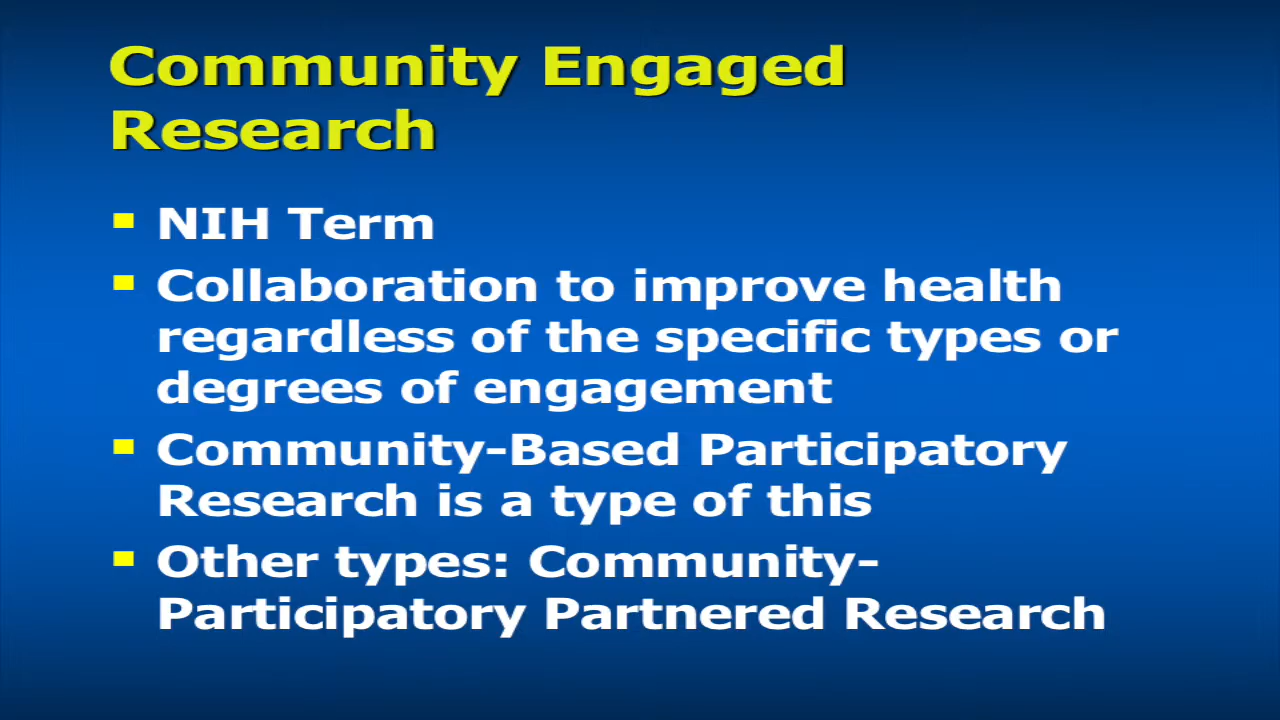 Community Engaged
Research
NIH Term
Collaboration to improve health
regardless of the specific types or
degrees of engagement
Community-Based Participatory
Research is a type of this
Other types: Community-
Participatory Partnered Research